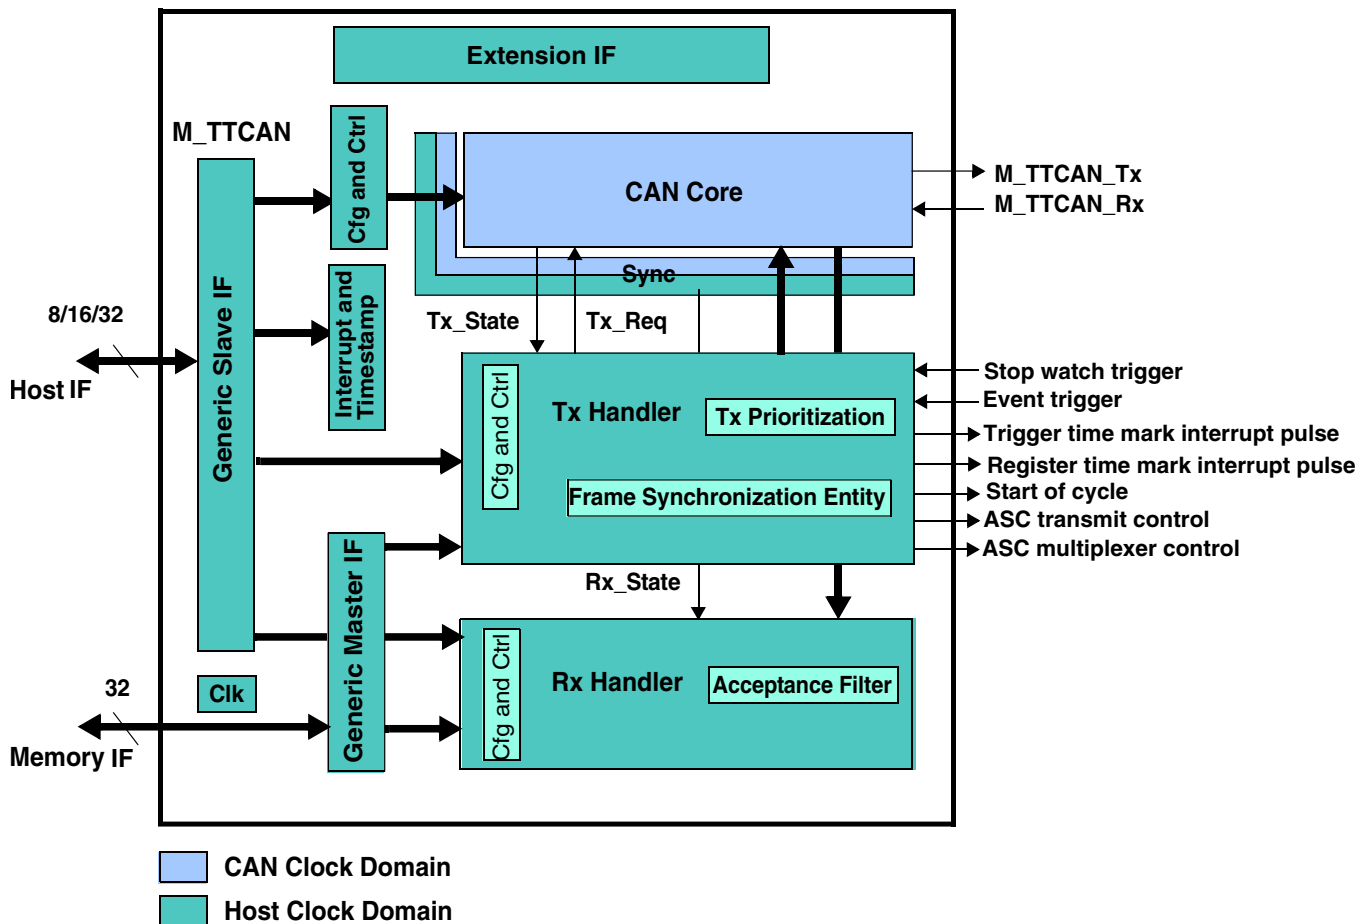 Extension IF
M_TTCAN
Cfg and Ctrl
CAN Core
M_TTCAN_Tx
M_TTCAN_Rx
Sync
Generic Slave IF
Interrupt and
Timestamp
8/16/32
Host IF
Tx_State
Tx_Req
Cfg and Ctrl
Tx Handler
Tx Prioritization
Frame Synchronization Entity
Stop watch trigger
Event trigger
Trigger time mark interrupt pulse
Register time mark interrupt pulse
Start of cycle
ASC transmit control
ASC multiplexer control
Rx_State
Generic Master IF
Cfg and Ctrl
Rx Handler
Acceptance Filter
Clk
32
Memory IF
CAN Clock Domain
Host Clock Domain